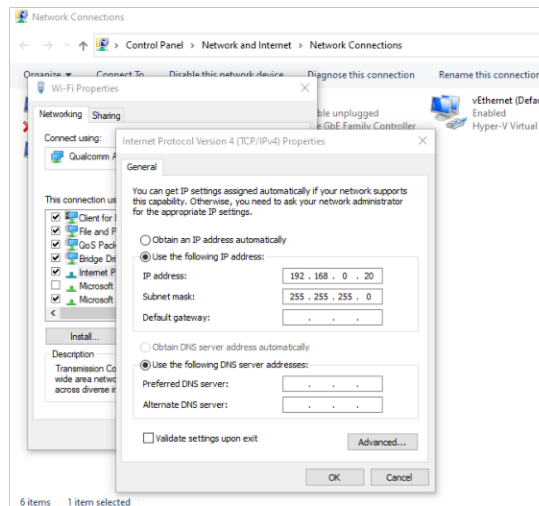 Network Connections
Control Panel > Network and Internet > Network Connections
Organize Connect To Disable this network device Diagnose this connection Rename this connection
Wi-Fi Properties
Networking Sharing
Connect using:
Qualcomm A
This connection us
Client for
File and P
QoS Pack
Bridge Dri
Internet P
Microsoft
Microsoft
Install...
Description
Transmission Co
wide area netwo
across diverse in
ble unplugged
GbE Family Controller
vEthernet (Defau
Enabled
Hyper-V Virtual
Internet Protocol Version 4 (TCP/IPv4) Properties
General
You can get IP settings assigned automatically if your network supports
this capability. Otherwise, you need to ask your network administrator
for the appropriate IP settings.
Obtain an IP address automatically
Use the following IP address:
IP address: 192 . 168 . 0 . 20
Subnet mask: 255 . 255 . 255 . 0
Default gateway: . . .
Obtain DNS server address automatically
Use the following DNS server addresses:
Preferred DNS server: . . .
Alternate DNS server: . . .
Validate settings upon exit
Advanced...
OK Cancel
6 items 1 item selected